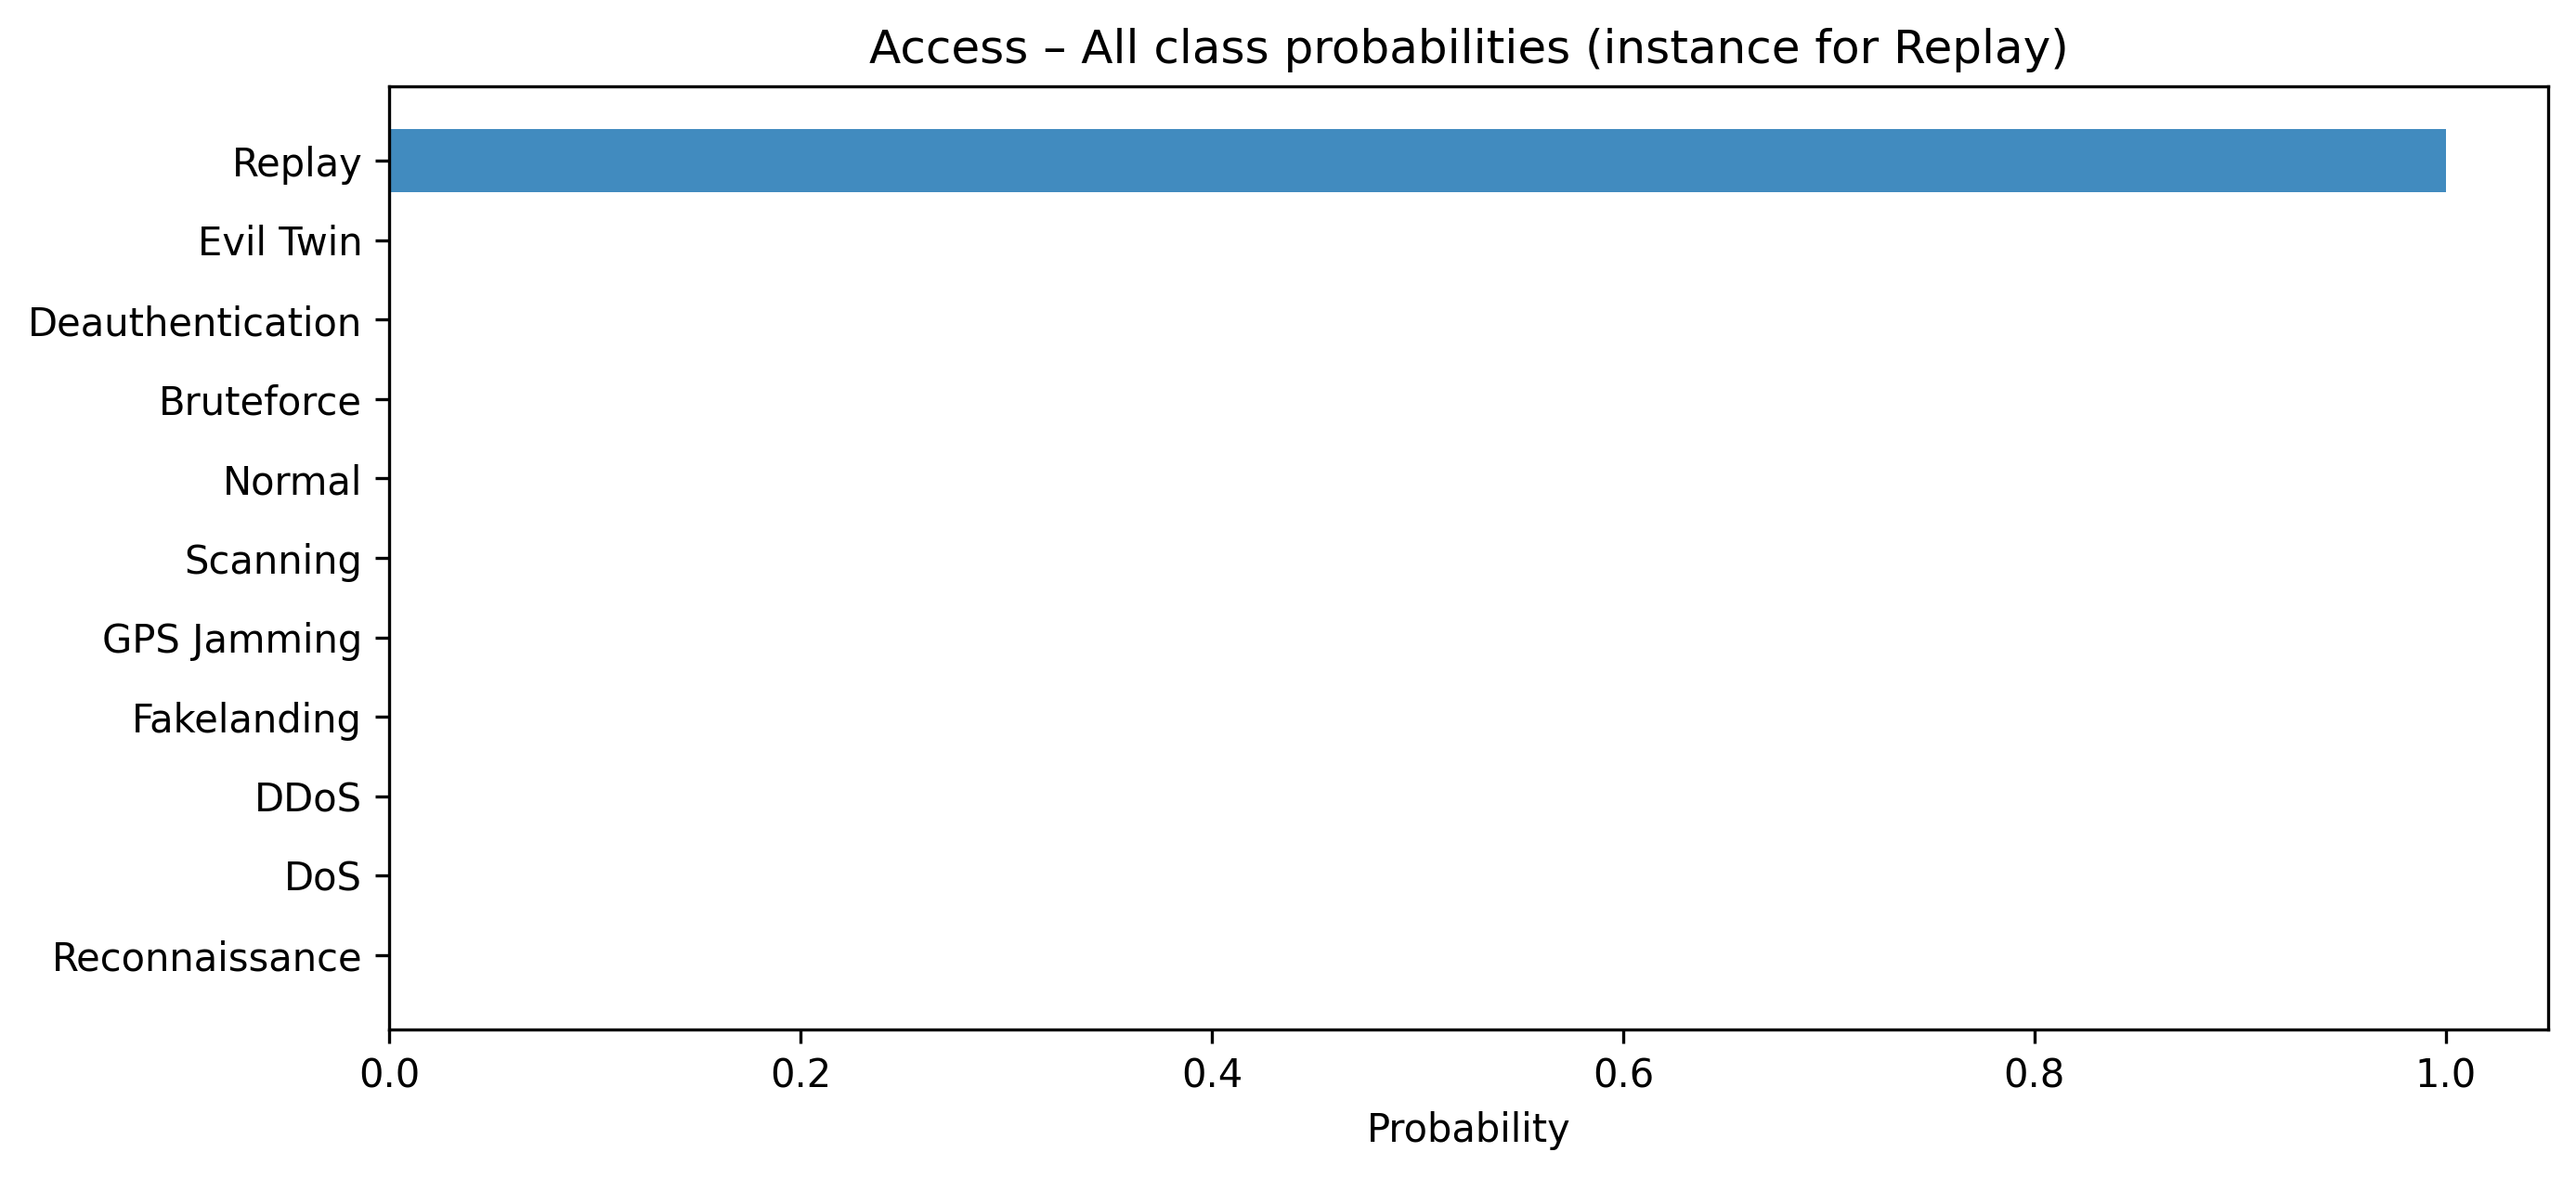 Access – All class probabilities (instance for Replay)
Replay
Evil Twin
Deauthentication
Bruteforce
Normal
Scanning
GPS Jamming
Fakelanding
DDoS
DoS
Reconnaissance
0.0 0.2 0.4 0.6 0.8 1.0
Probability